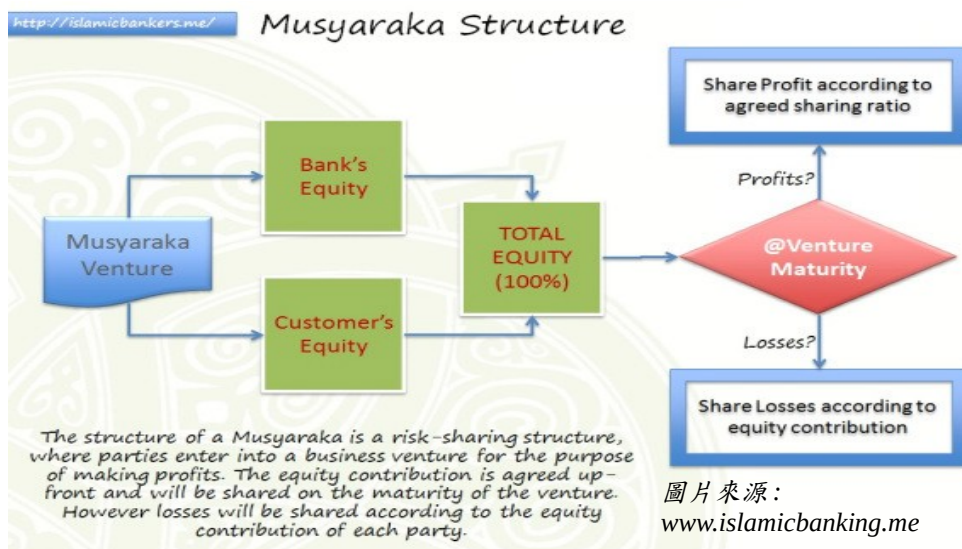 http://islamicbankers.me/
Musyaraka Structure
Share Profit according to
agreed sharing ratio
Bank's
Equity
Profits?
Musyaraka
Venture
TOTAL
EQUITY
(100%)
@Venture
Maturity
Customer's
Equity
Losses?
Share Losses according to
equity contribution
The structure of a Musyaraka is a risk-sharing structure,
where parties enter into a business venture for the purpose
of making profits. The equity contribution is agreed up-
front and will be shared on the maturity of the venture.
However losses will be shared according to the equity
contribution of each party.
圖片來源:
www.islamicbanking.me